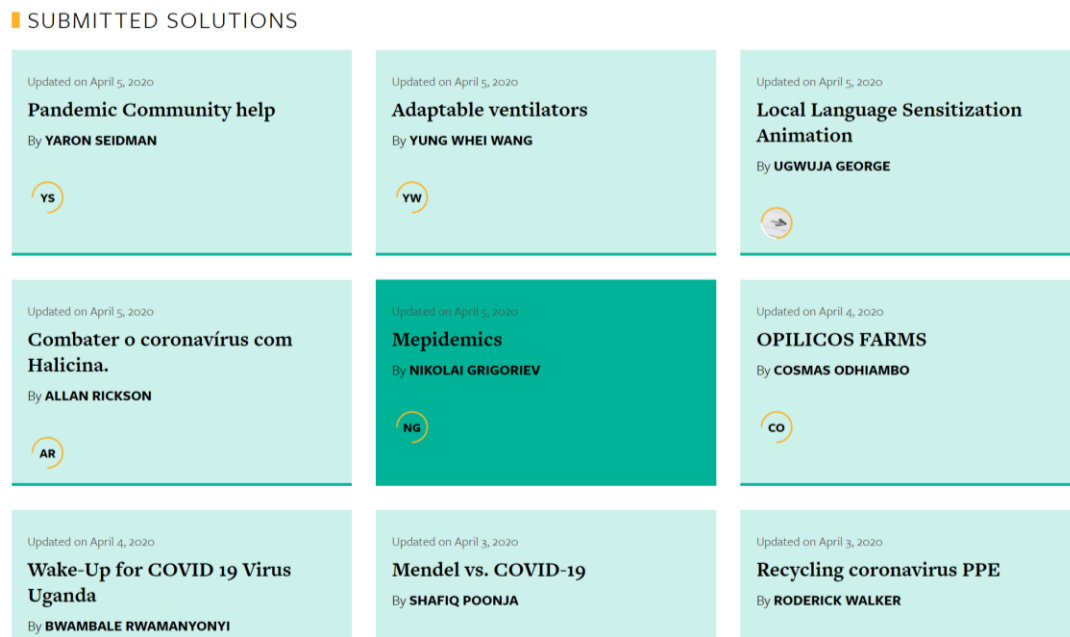 SUBMITTED SOLUTIONS
Updated on April 5, 2020
Pandemic Community help
By YARON SEIDMAN
YS
Updated on April 5, 2020
Adaptable ventilators
By YUNG WHEI WANG
YW
Updated on April 5, 2020
Local Language Sensitization
Animation
By UGWUJA GEORGE
Updated on April 5, 2020
Combater o coronavírus com
Halicina.
By ALLAN RICKSON
AR
Updated on April 5, 2020
Mepidemics
By NIKOLAI GRIGORIEV
NG
Updated on April 4, 2020
OPILICOS FARMS
By COSMAS ODHIAMBO
CO
Updated on April 4, 2020
Wake-Up for COVID 19 Virus
Uganda
By BWAMBALE RWAMANYONYI
Updated on April 3, 2020
Mendel vs. COVID-19
By SHAFIQ POONJA
Updated on April 3, 2020
Recycling coronavirus PPE
By RODERICK WALKER